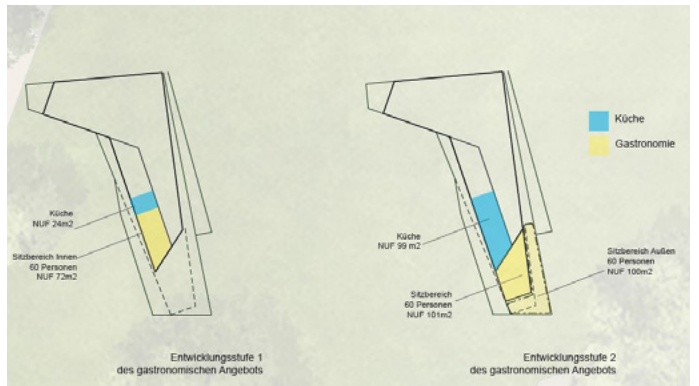 Küche
NUF 24m2
Sitzbereich Innen
60 Personen
NUF 72m2
Entwicklungsstufe 1
des gastronomischen Angebots
Küche
NUF 99 m2
Sitzbereich
60 Personen
NUF 101m2
Sitzbereich Außen
60 Personen
NUF 100m2
Entwicklungsstufe 2
des gastronomischen Angebots
Küche
Gastronomie